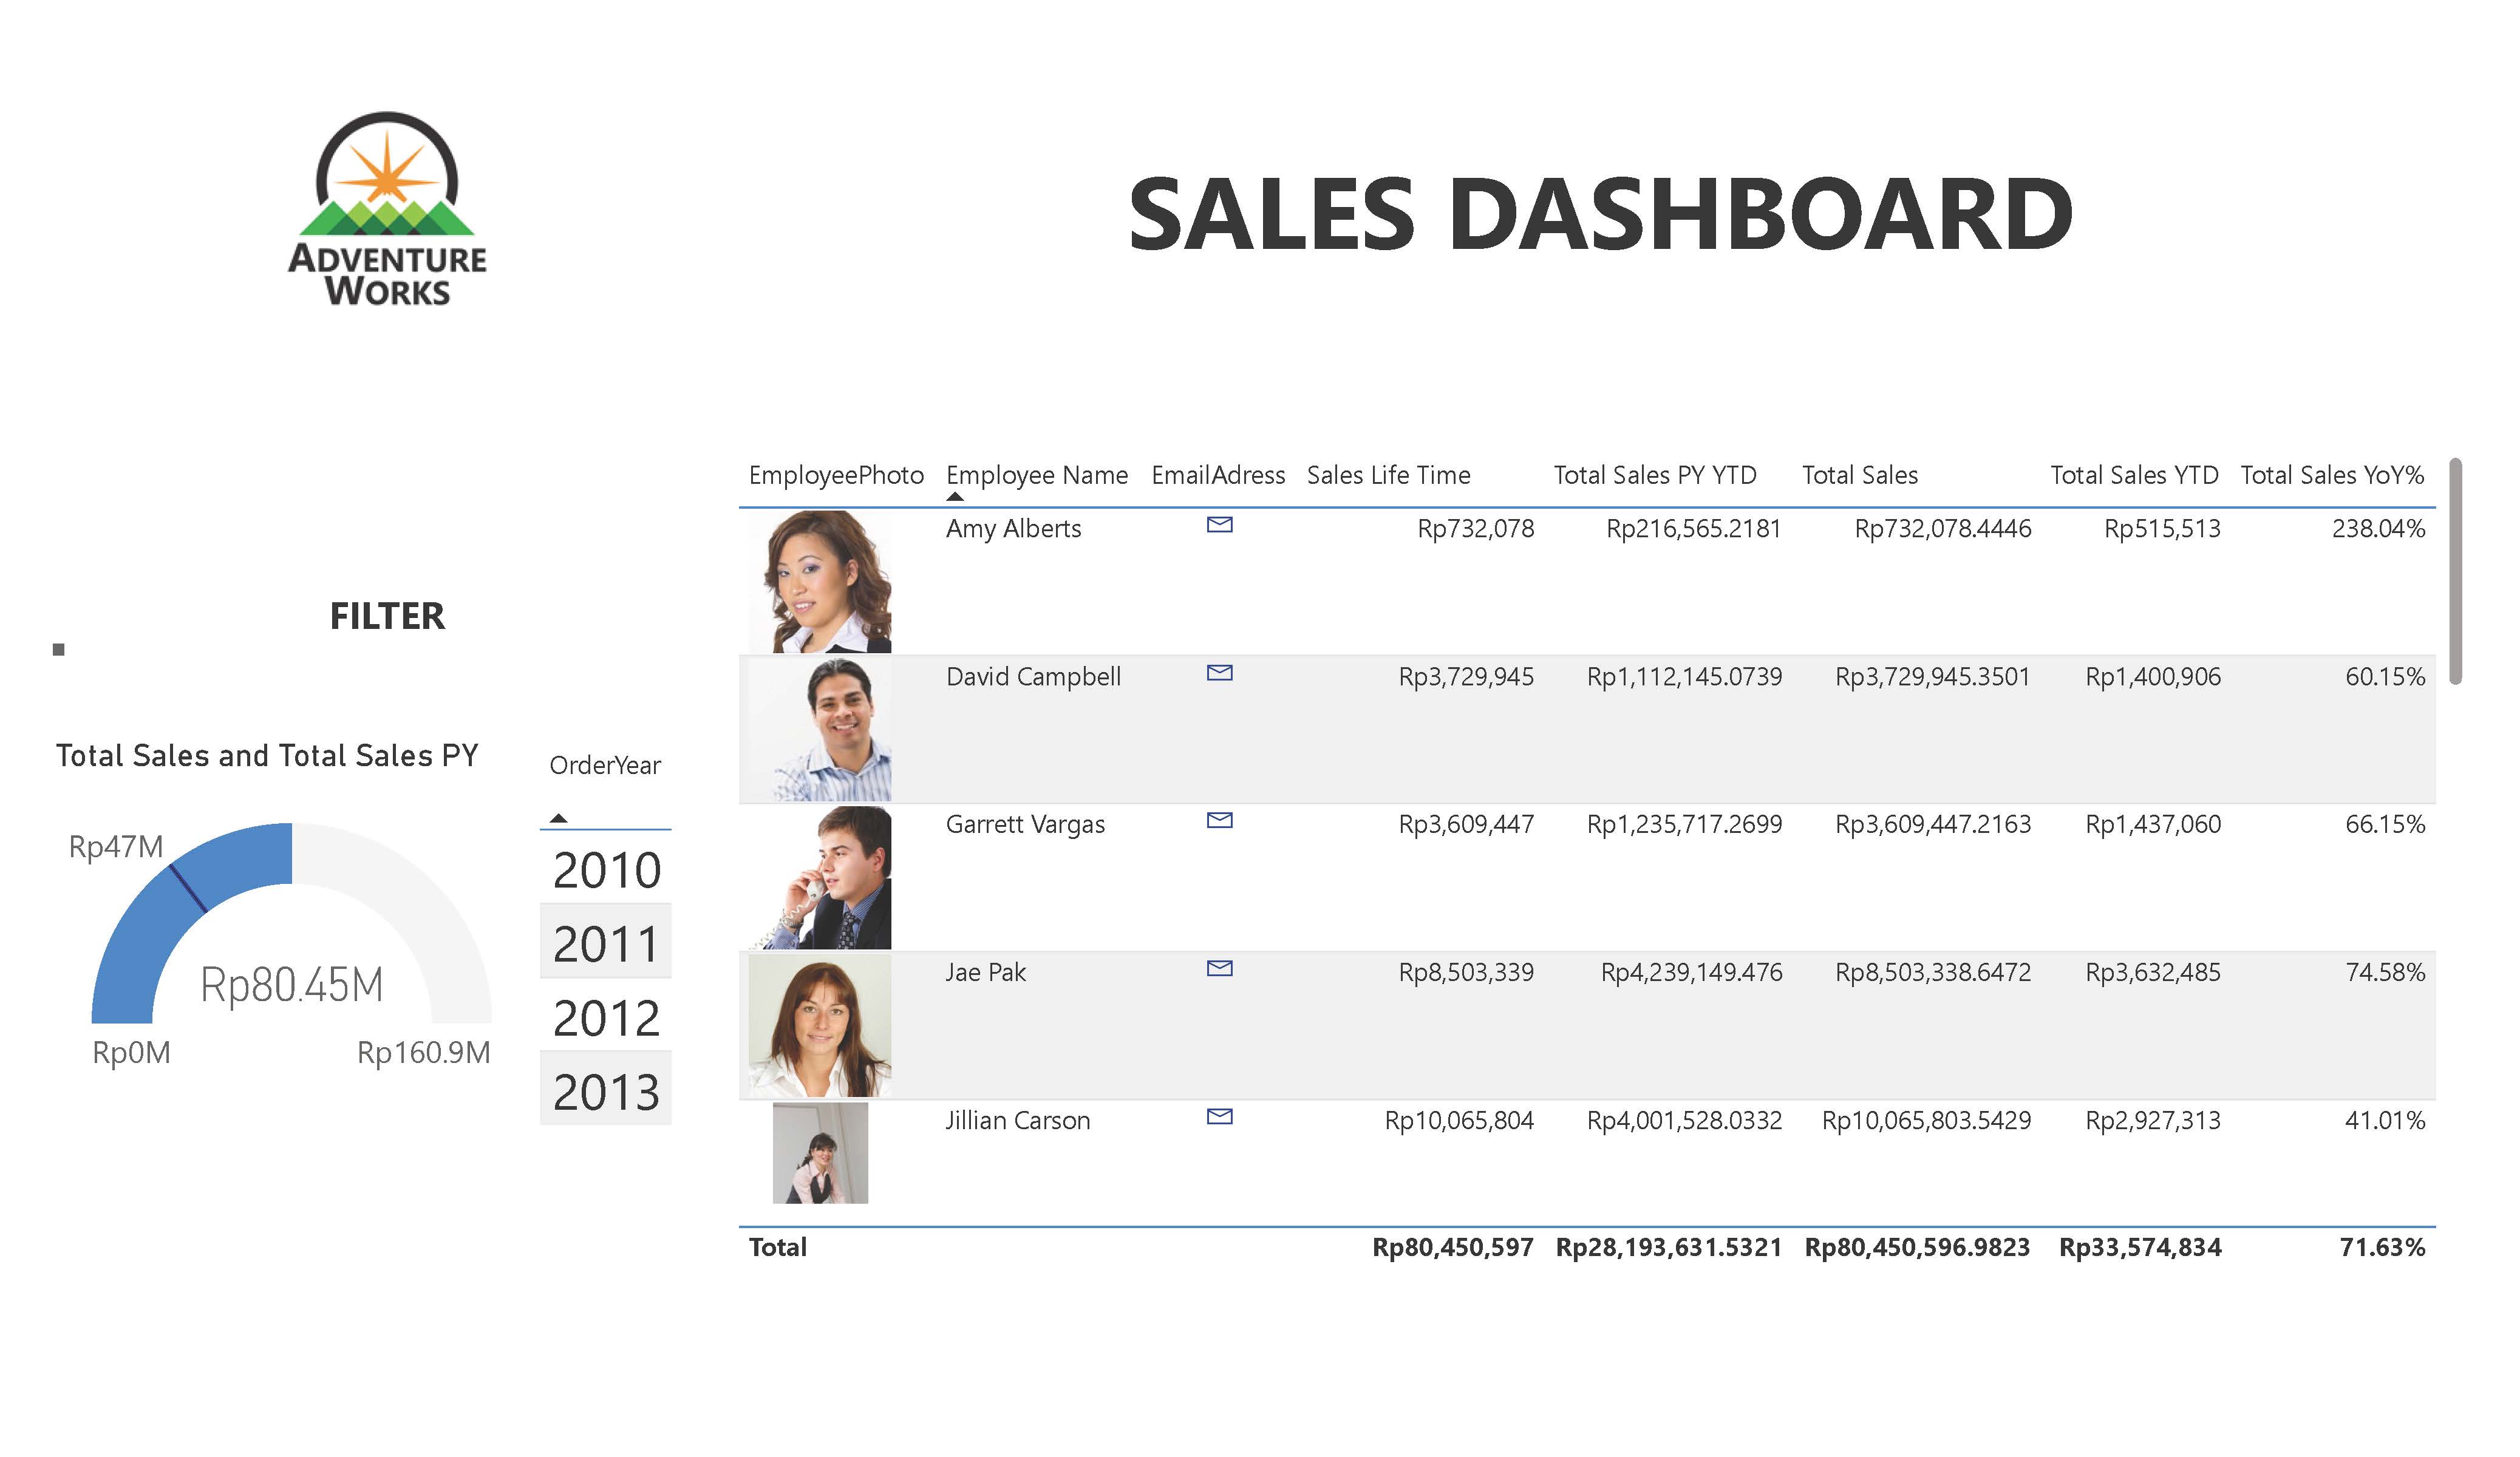 ADVENTURE
WORKS
SALES DASHBOARD
FILTER
Total Sales and Total Sales PY
Rp47M
Rp80.45M
Rp0M Rp160.9M
OrderYear
2010
2011
2012
2013
EmployeePhoto Employee Name EmailAdress Sales Life Time Total Sales PY YTD Total Sales Total Sales YTD Total Sales YoY%
Amy Alberts Rp732,078 Rp216,565.2181 Rp732,078.4446 Rp515,513 238.04%
David Campbell Rp3,729,945 Rp1,112,145.0739 Rp3,729,945.3501 Rp1,400,906 60.15%
Garrett Vargas Rp3,609,447 Rp1,235,717.2699 Rp3,609,447.2163 Rp1,437,060 66.15%
Jae Pak Rp8,503,339 Rp4,239,149.476 Rp8,503,338.6472 Rp3,632,485 74.58%
Jillian Carson Rp10,065,804 Rp4,001,528.0332 Rp10,065,803.5429 Rp2,927,313 41.01%
Total Rp80,450,597 Rp28,193,631.5321 Rp80,450,596.9823 Rp33,574,834 71.63%